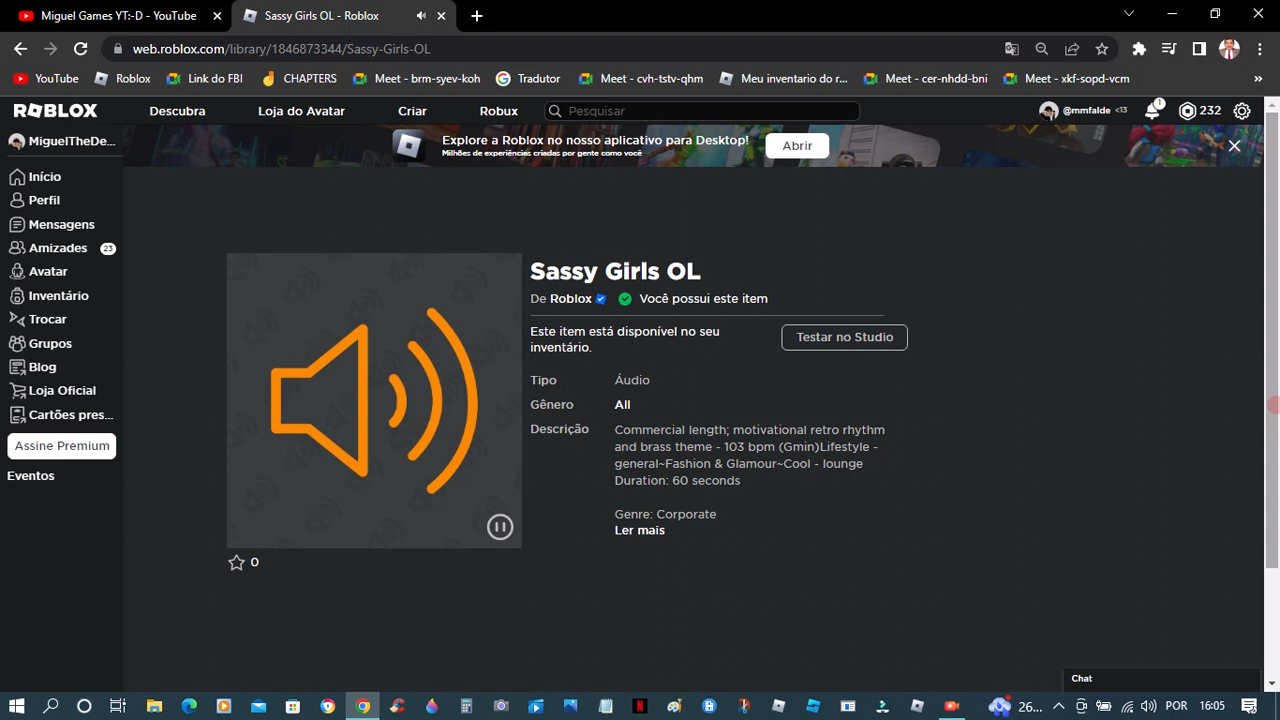 Miguel Games YT:-D - YouTube
Sassy Girls OL - Roblox
web.roblox.com/library/1846873344/Sassy-Girls-OL
YouTube
Roblox
Link do FBI
CHAPTERS
Meet - brm-syer-koh
Tradutor
Meet - cvh-tstv-qhm
Meu inventario do r...
Meet - cer-nhdd-bni
Meet - xkf-sopd-vcm
»
ROBLOX
Descubra
Loja do Avatar
Criar
Robux
Pesquisar
@mmfalde <13
1
232
MiguelTheDe...
Explore a Roblox no nosso aplicativo para Desktop!
Milhões de experiências criadas por gente como você
Abrir
Início
Perfil
Mensagens
Amizades 23
Avatar
Inventário
Trocar
Grupos
Blog
Loja Oficial
Cartões pres...
Assine Premium
Eventos
Sassy Girls OL
De Roblox Você possui este item
Este item está disponível no seu
inventário.
Testar no Studio
Tipo Áudio
Gênero All
Descrição Commercial length; motivational retro rhythm
and brass theme - 103 bpm (Gmin)Lifestyle -
general~Fashion & Glamour~Cool - lounge
Duration: 60 seconds
Genre: Corporate
Ler mais
0
Chat
26...
POR
16:05